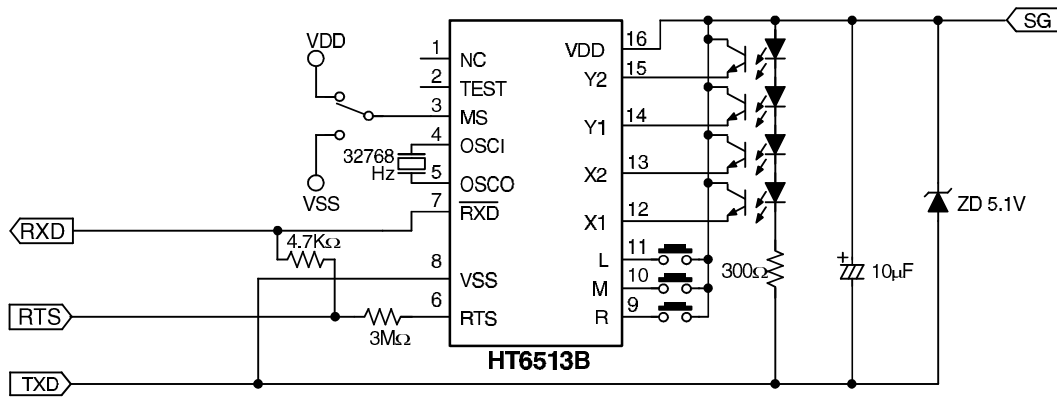 SG
VDD
VSS
1
2
3
4
5
7
8
6
32768
Hz
NC
TEST
MS
OSCI
OSCO
RXD
VSS
RTS
VDD
Y2
Y1
X2
X1
L
M
R
16
15
14
13
12
11
10
9
RXD
4.7KΩ
RTS
3MΩ
TXD
300Ω
+
10µF
ZD 5.1V
HT6513B